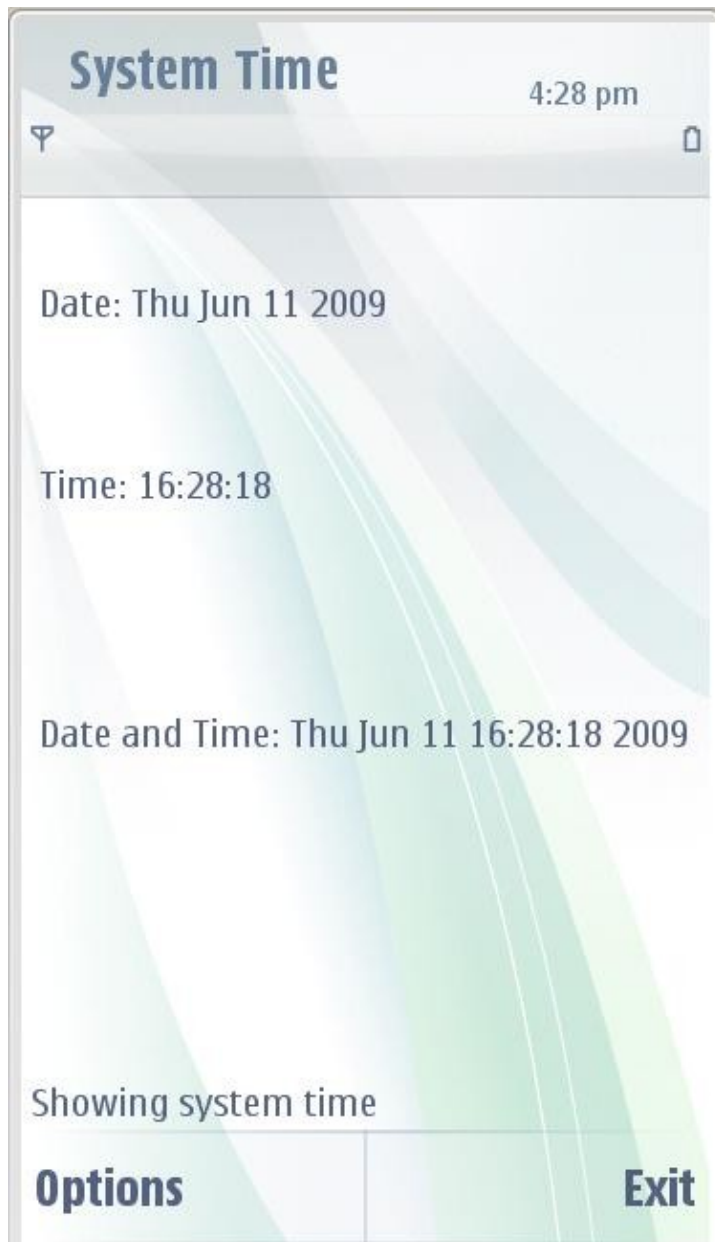 System Time
4:28 pm
Date: Thu Jun 11 2009
Time: 16:28:18
Date and Time: Thu Jun 11 16:28:18 2009
Showing system time
Options Exit